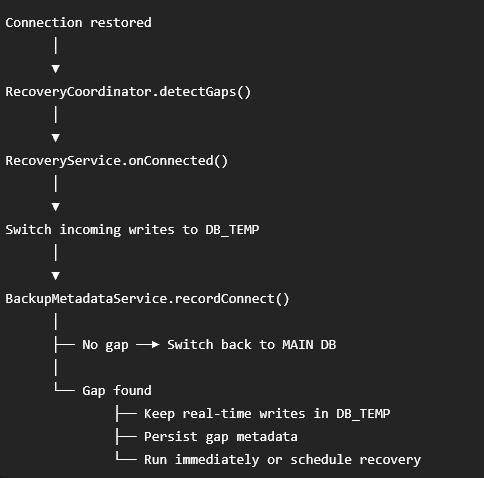 Connection restored
RecoveryCoordinator.detectGaps()
RecoveryService.onConnected()
Switch incoming writes to DB_TEMP
BackupMetadataService.recordConnect()
No gap ──► Switch back to MAIN DB
Gap found
Keep real-time writes in DB_TEMP
Persist gap metadata
Run immediately or schedule recovery